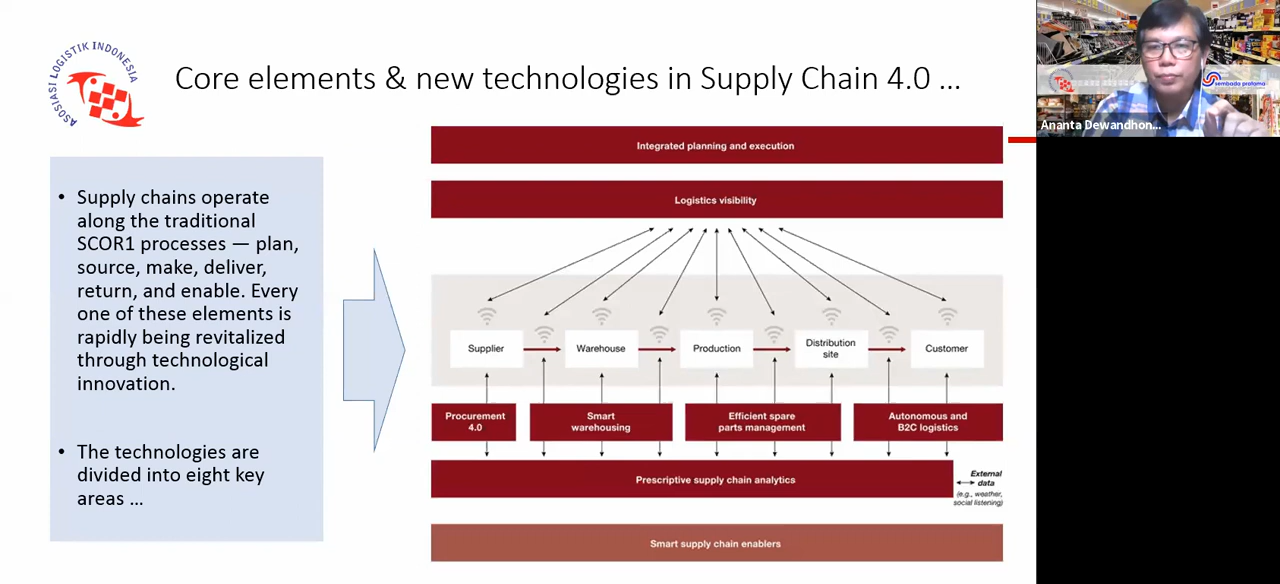 ASOSIASI LOGISTIK INDONESIA
Core elements & new technologies in Supply Chain 4.0 ...
sembada pratama
Ananta Dewandhon...
• Supply chains operate
along the traditional
SCOR1 processes — plan,
source, make, deliver,
return, and enable. Every
one of these elements is
rapidly being revitalized
through technological
innovation.
• The technologies are
divided into eight key
areas ...
Integrated planning and execution
Logistics visibility
Supplier
Warehouse
Production
Distribution
site
Customer
Procurement
4.0
Smart
warehousing
Efficient spare
parts management
Autonomous and
B2C logistics
Prescriptive supply chain analytics
External
data
(e.g., weather,
social listening)
Smart supply chain enablers